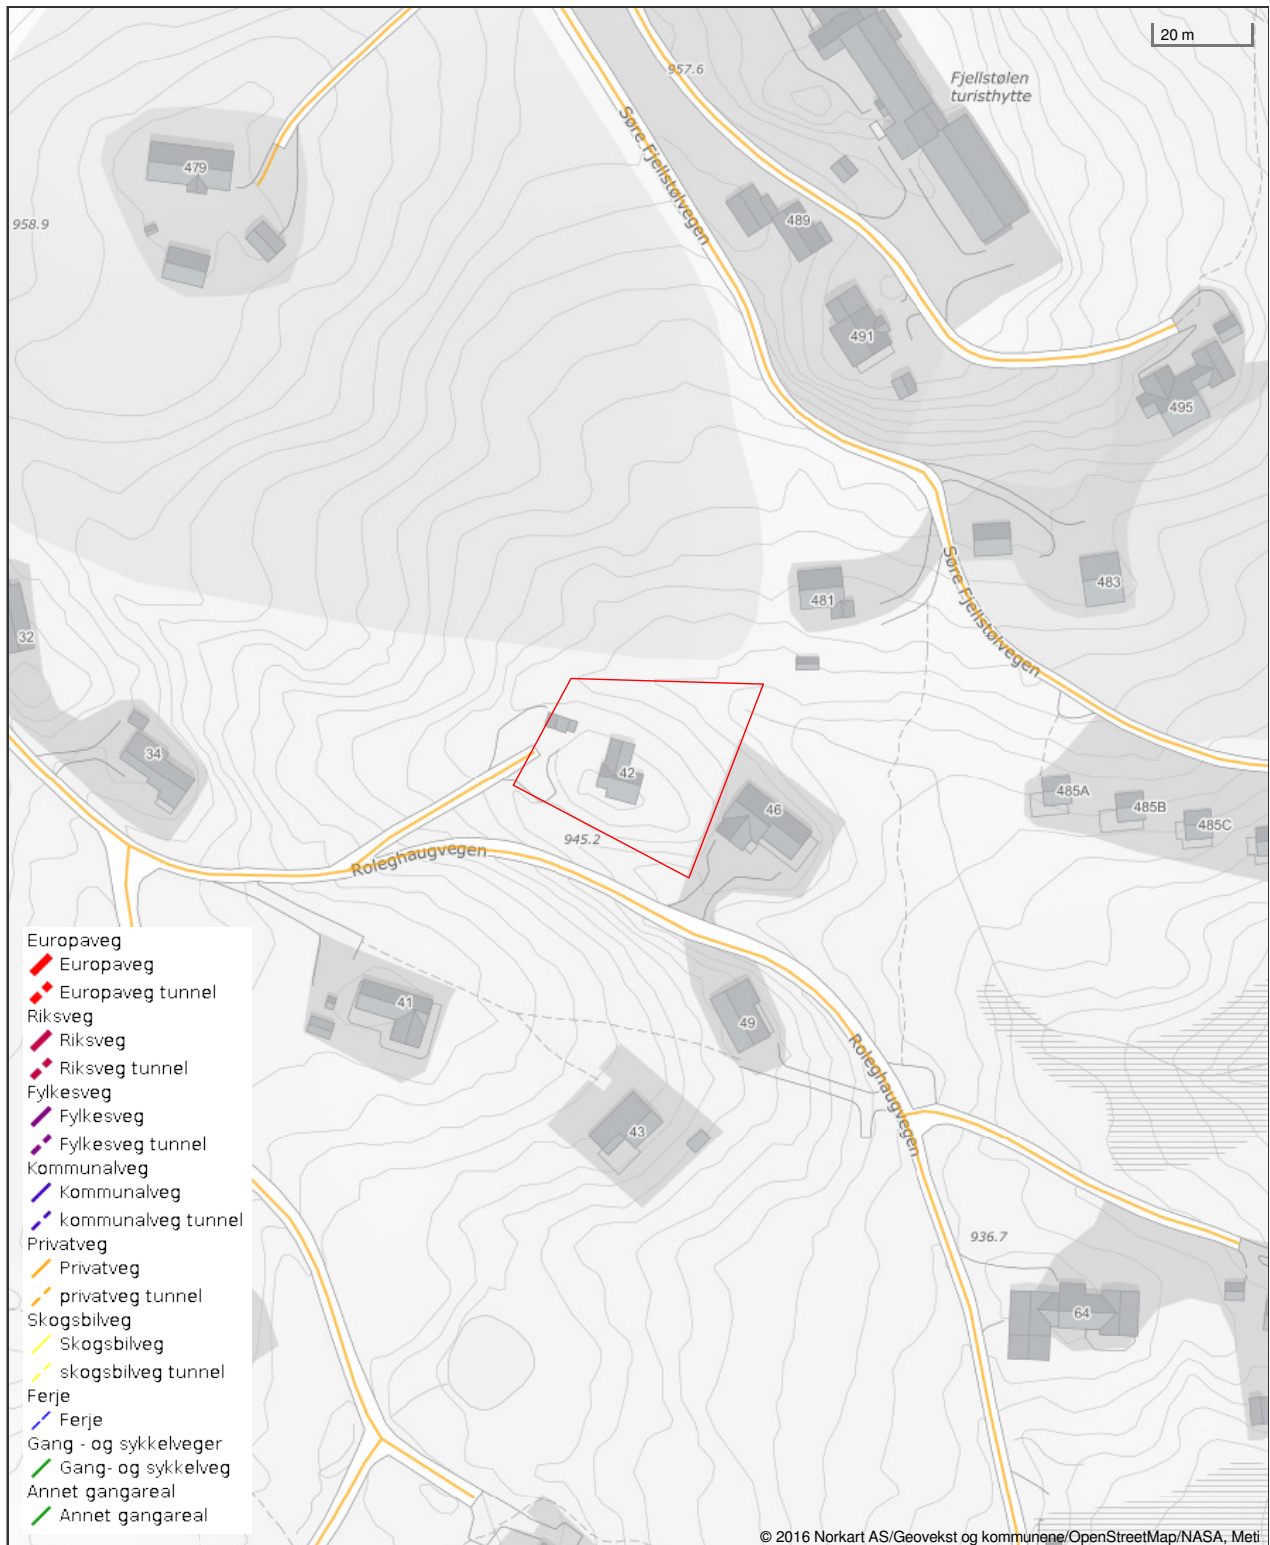 20 m
957.6
Fjellstølen
turisthytte
Søre Fjellstølvegen
479
489
958.9
491
495
Søre Fjellstølvegen
483
481
32
34
42
46
485A
485B
485C
945.2
Roleghaugvegen
41
49
Roleghaugvegen
43
936.7
64
Europaveg
Europaveg
Europaveg tunnel
Riksveg
Riksveg
Riksveg tunnel
Fylkesveg
Fylkesveg
Fylkesveg tunnel
Kommunalveg
Kommunalveg
kommunalveg tunnel
Privatveg
Privatveg
privatveg tunnel
Skogsbilveg
Skogsbilveg
skogsbilveg tunnel
Ferje
Ferje
Gang - og sykkelveger
Gang- og sykkelveg
Annet gangareal
Annet gangareal
© 2016 Norkart AS/Geovekst og kommunene/OpenStreetMap/NASA, Meti